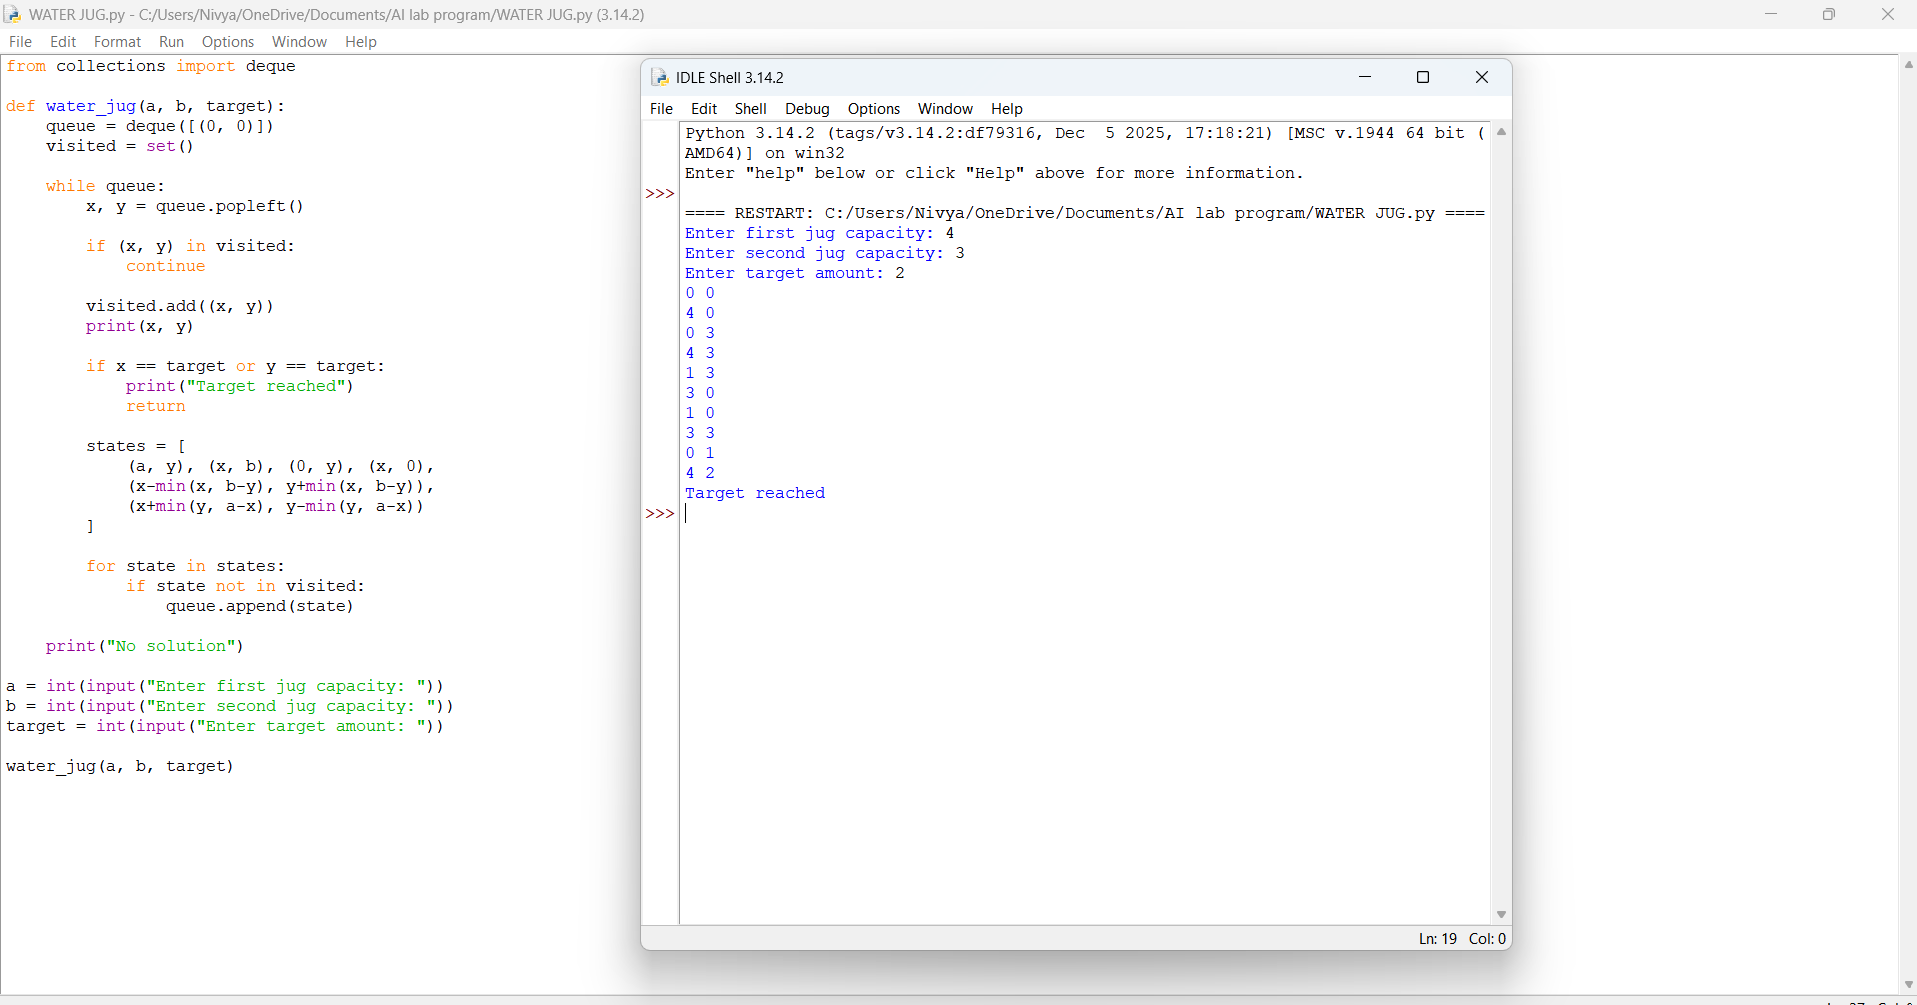 WATER JUG.py - C:/Users/Nivya/OneDrive/Documents/AI lab program/WATER JUG.py (3.14.2)
File Edit Format Run Options Window Help
from collections import deque

def water_jug(a, b, target):
    queue = deque([(0, 0)])
    visited = set()

    while queue:
        x, y = queue.popleft()

        if (x, y) in visited:
            continue

        visited.add((x, y))
        print(x, y)

        if x == target or y == target:
            print("Target reached")
            return

        states = [
            (a, y), (x, b), (0, y), (x, 0),
            (x-min(x, b-y), y+min(x, b-y)),
            (x+min(y, a-x), y-min(y, a-x))
        ]

        for state in states:
            if state not in visited:
                queue.append(state)

    print("No solution")

a = int(input("Enter first jug capacity: "))
b = int(input("Enter second jug capacity: "))
target = int(input("Enter target amount: "))

water_jug(a, b, target)
IDLE Shell 3.14.2
File Edit Shell Debug Options Window Help
Python 3.14.2 (tags/v3.14.2:df79316, Dec  5 2025, 17:18:21) [MSC v.1944 64 bit (
AMD64)] on win32
Enter "help" below or click "Help" above for more information.
>>>
==== RESTART: C:/Users/Nivya/OneDrive/Documents/AI lab program/WATER JUG.py ====
Enter first jug capacity: 4
Enter second jug capacity: 3
Enter target amount: 2
0 0
4 0
0 3
4 3
1 3
3 0
1 0
3 3
0 1
4 2
Target reached
>>>
Ln: 19 Col: 0